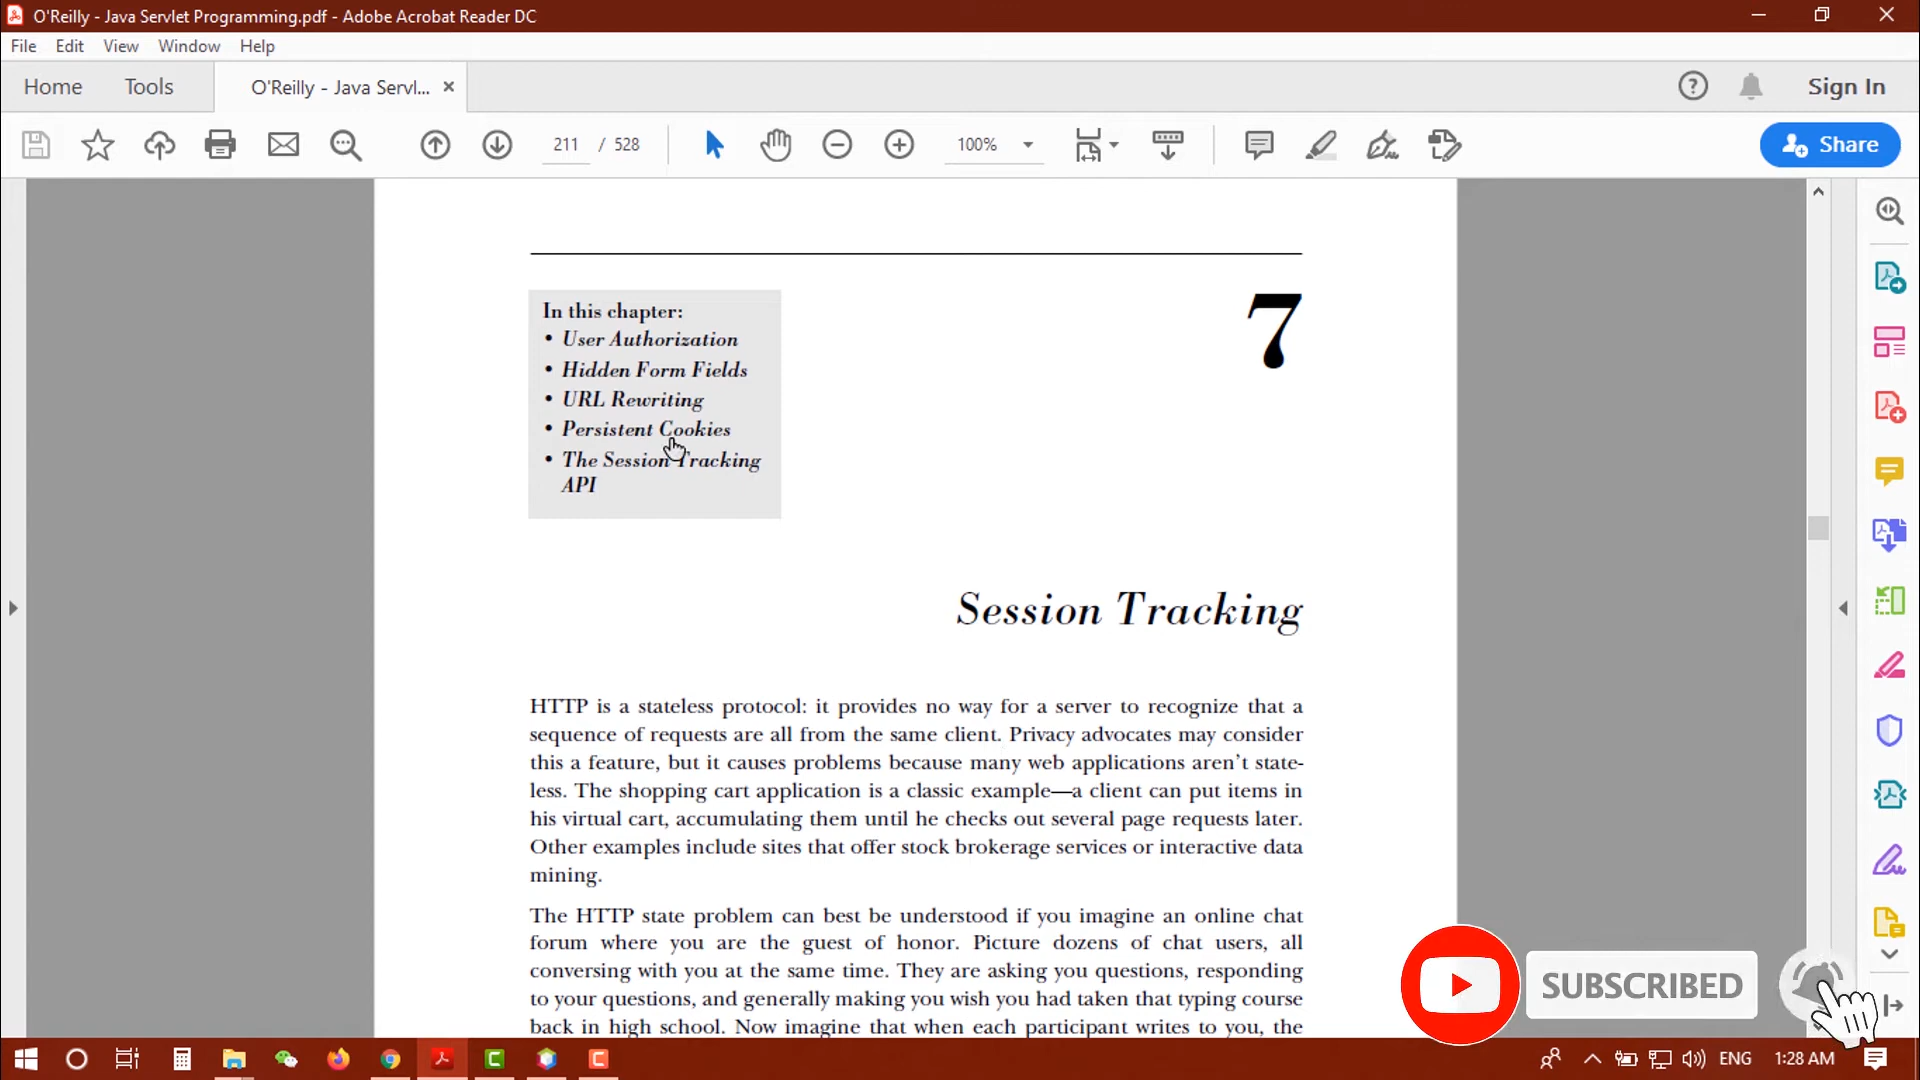 O'Reilly - Java Servlet Programming.pdf - Adobe Acrobat Reader DC
File Edit View Window Help
Home Tools O'Reilly - Java Servl... Sign In
211 / 528 100% Share
In this chapter:
• User Authorization
• Hidden Form Fields
• URL Rewriting
• Persistent Cookies
• The Session Tracking
API
7
Session Tracking
HTTP is a stateless protocol: it provides no way for a server to recognize that a
sequence of requests are all from the same client. Privacy advocates may consider
this a feature, but it causes problems because many web applications aren't state-
less. The shopping cart application is a classic example—a client can put items in
his virtual cart, accumulating them until he checks out several page requests later.
Other examples include sites that offer stock brokerage services or interactive data
mining.
The HTTP state problem can best be understood if you imagine an online chat
forum where you are the guest of honor. Picture dozens of chat users, all
conversing with you at the same time. They are asking you questions, responding
to your questions, and generally making you wish you had taken that typing course
back in high school. Now imagine that when each participant writes to you, the
SUBSCRIBED
ENG 1:28 AM